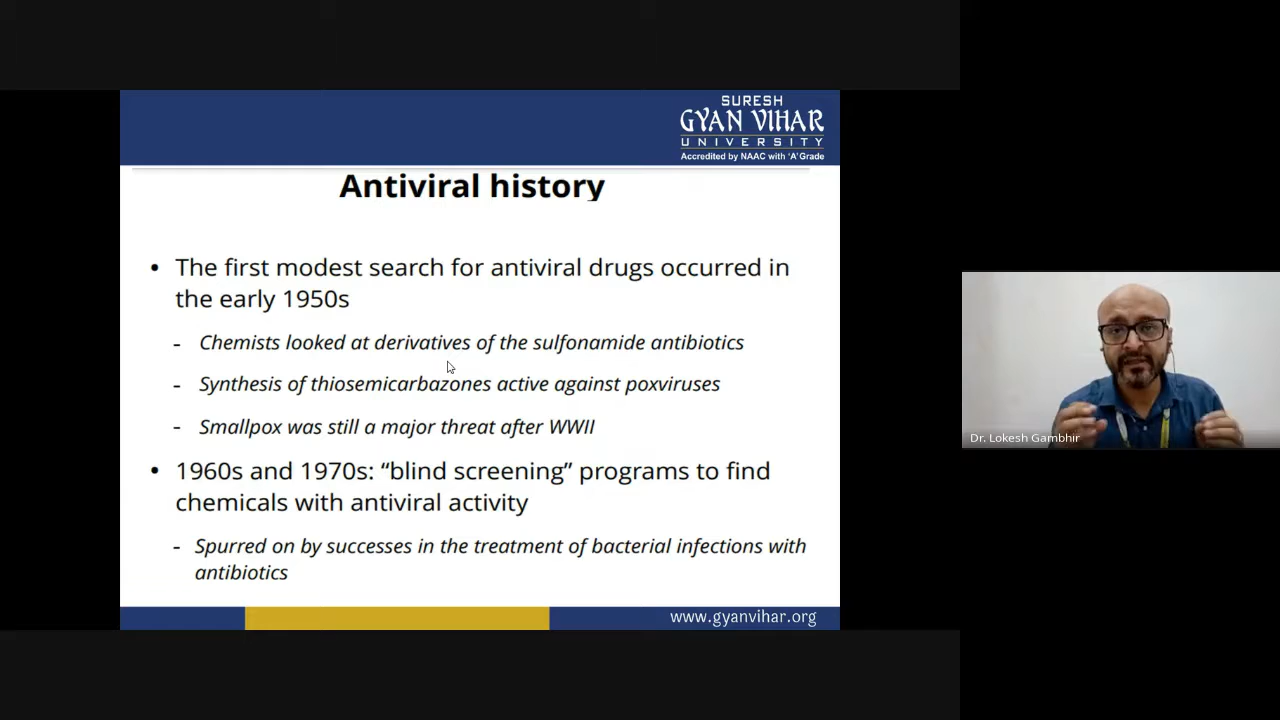 SURESH
GYAN VIHAR
UNIVERSITY
Accredited by NAAC with 'A' Grade
Antiviral history
• The first modest search for antiviral drugs occurred in
the early 1950s
- Chemists looked at derivatives of the sulfonamide antibiotics
- Synthesis of thiosemicarbazones active against poxviruses
- Smallpox was still a major threat after WWII
• 1960s and 1970s: “blind screening” programs to find
chemicals with antiviral activity
- Spurred on by successes in the treatment of bacterial infections with
antibiotics
www.gyanvihar.org
Dr. Lokesh Gambhir